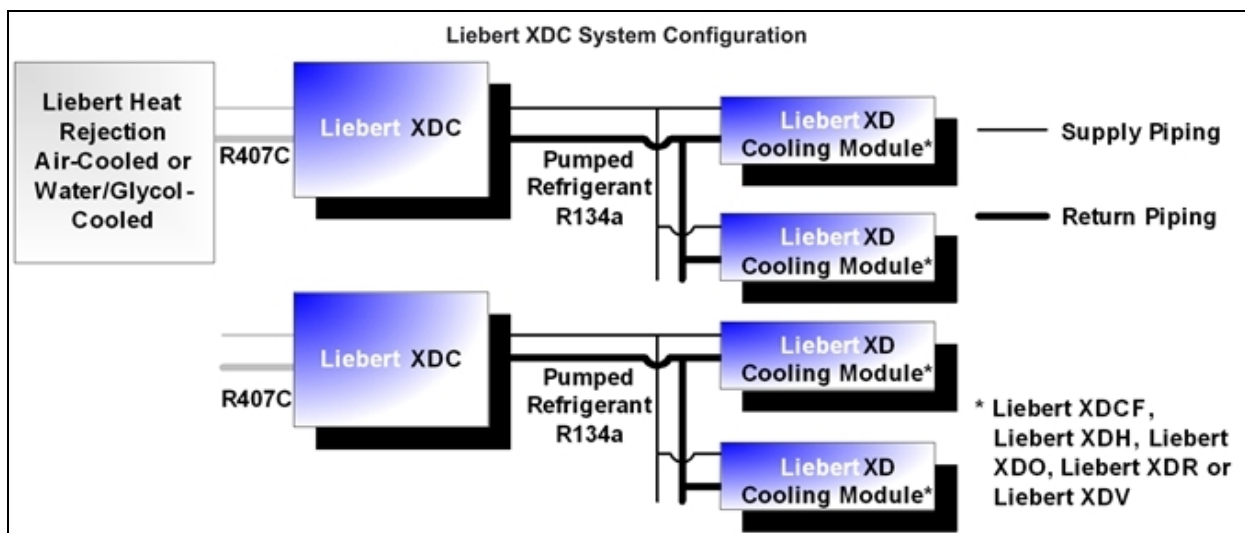 Liebert XDC System Configuration
Liebert Heat
Rejection
Air-Cooled or
Water/Glycol-
Cooled
R407C
Liebert XDC
Pumped
Refrigerant
R134a
Liebert XD
Cooling Module*
Liebert XD
Cooling Module*
Supply Piping
Return Piping
R407C
Liebert XDC
Pumped
Refrigerant
R134a
Liebert XD
Cooling Module*
Liebert XD
Cooling Module*
* Liebert XDCF,
Liebert XDH, Liebert
XDO, Liebert XDR or
Liebert XDV